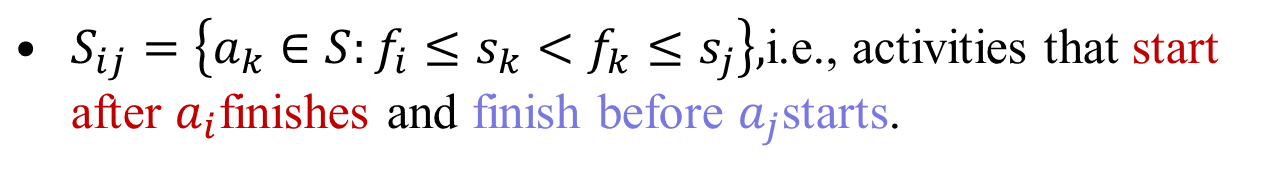 • S_{ij} = {a_k ∈ S: f_i ≤ s_k < f_k ≤ s_j},i.e., activities that start
after a_i finishes and finish before a_j starts.